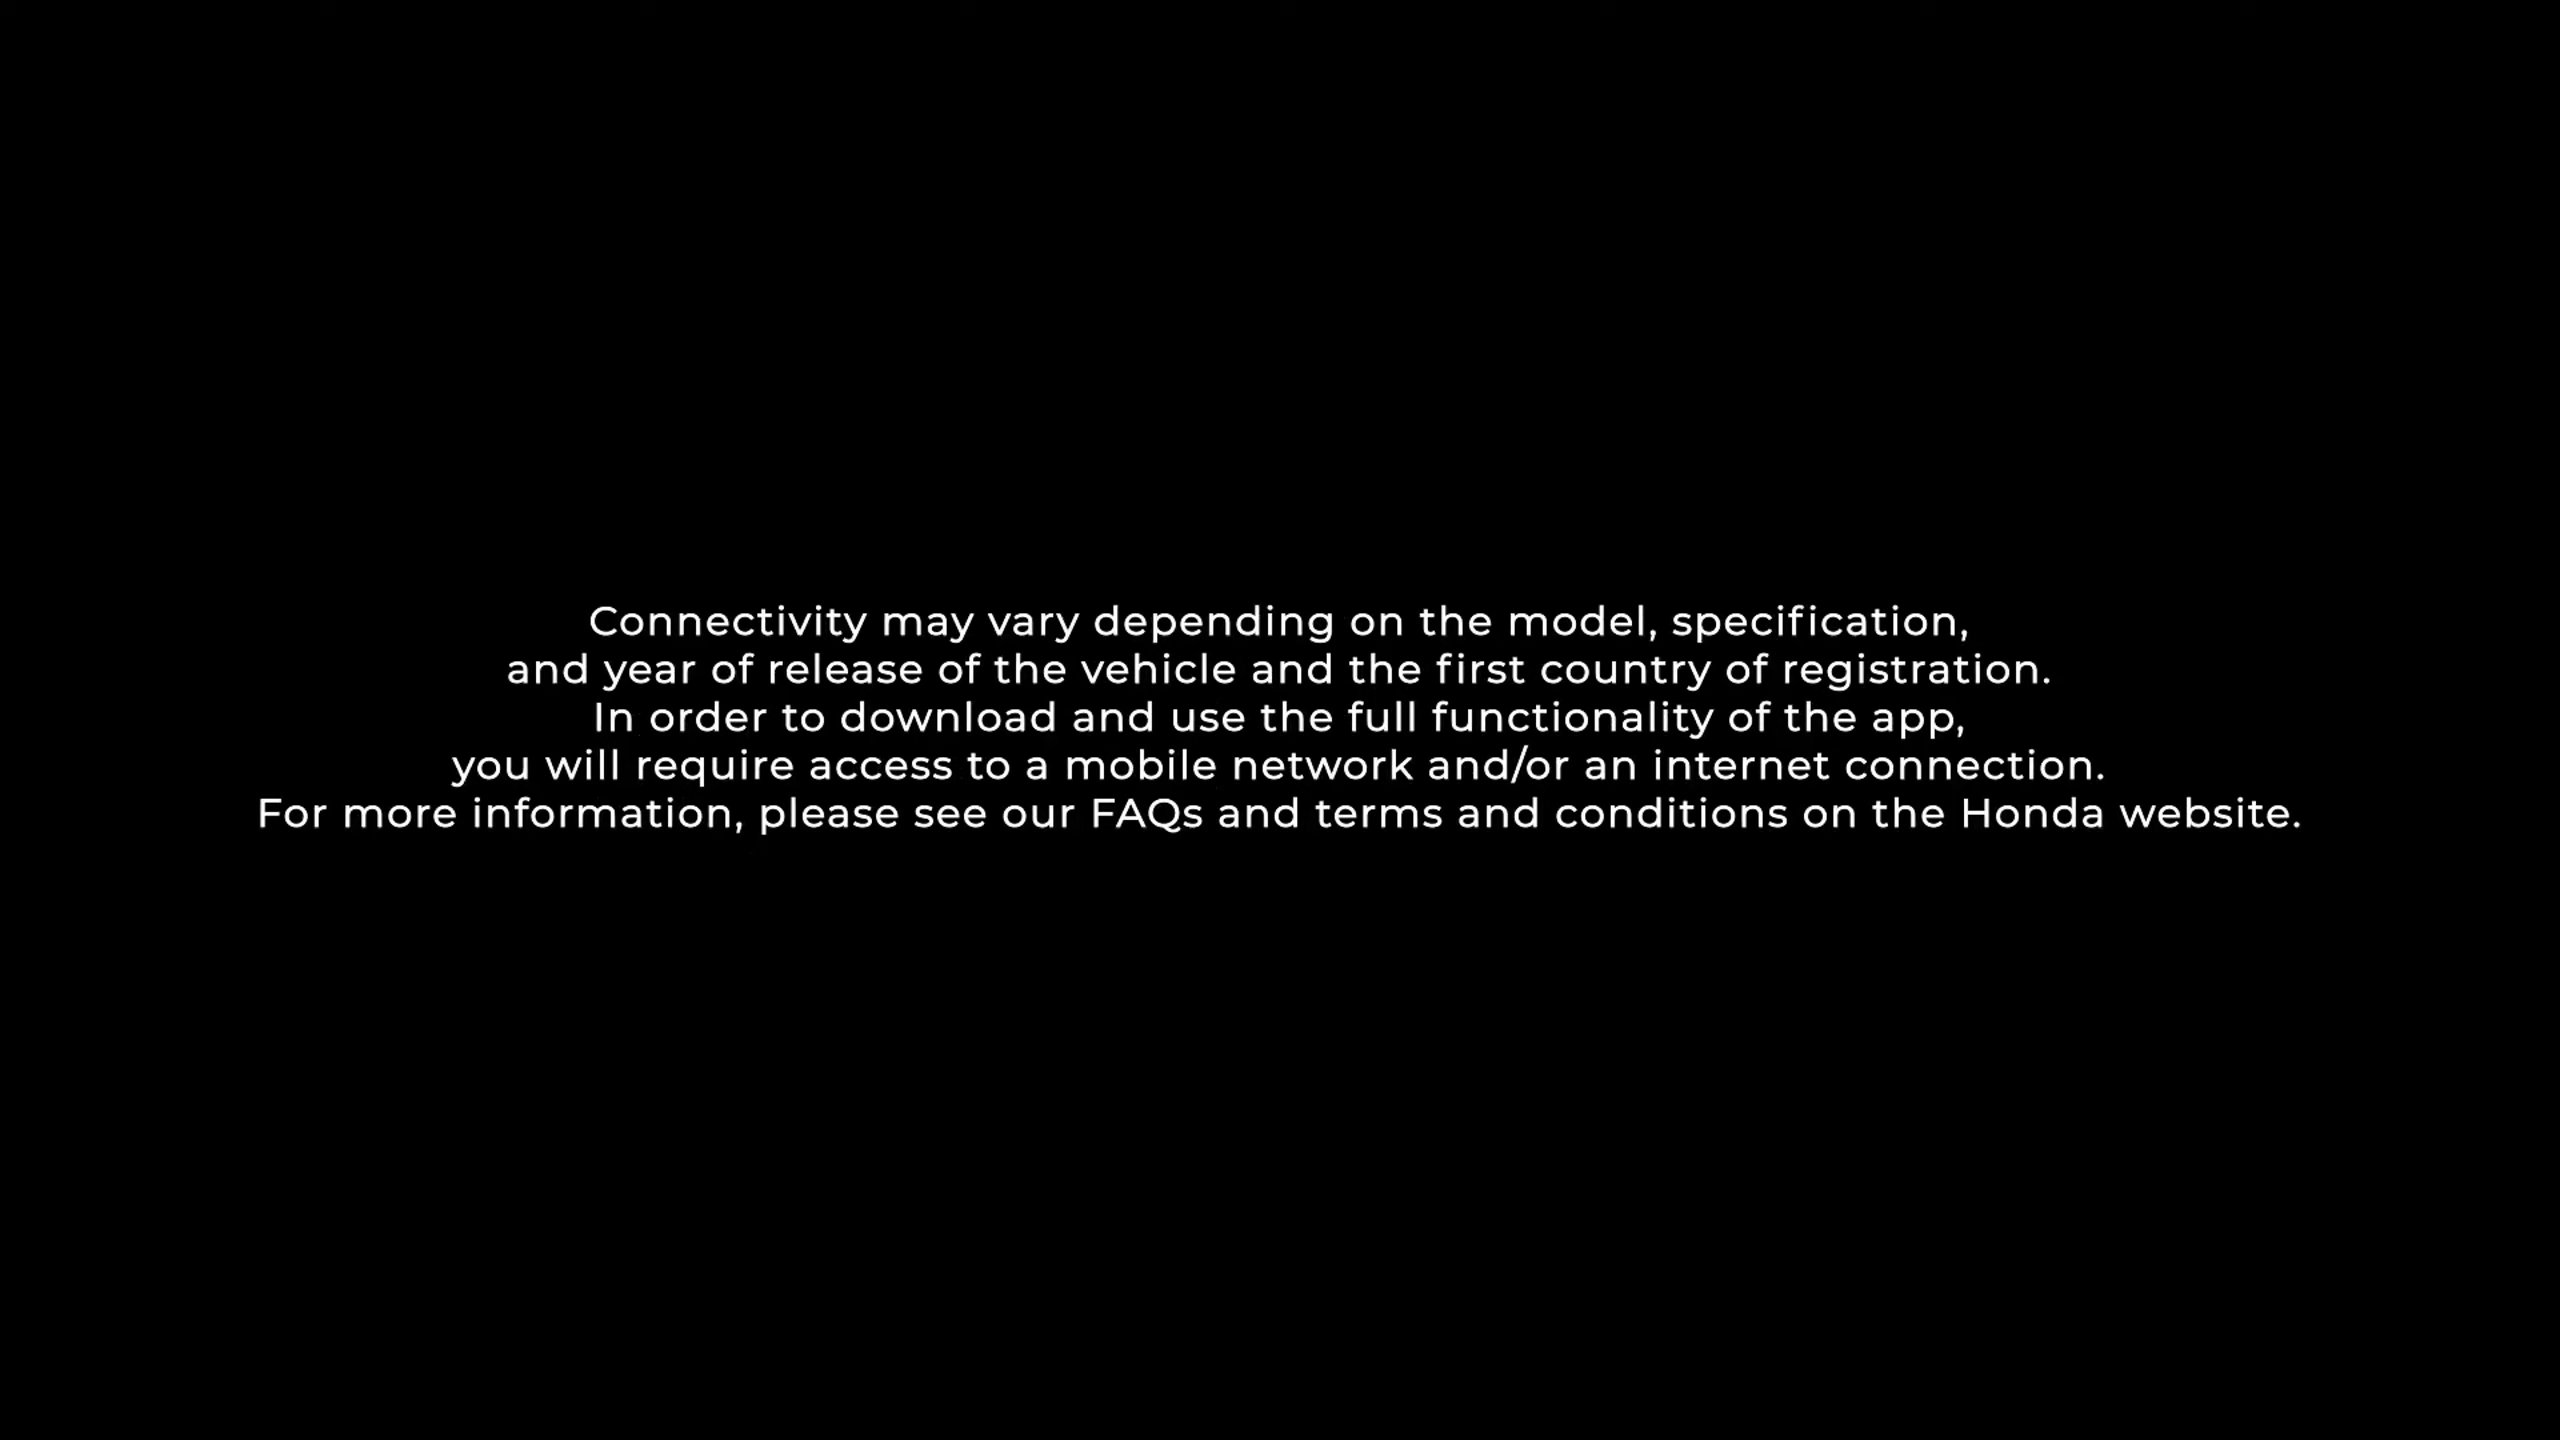 Connectivity may vary depending on the model, specification,
and year of release of the vehicle and the first country of registration.
In order to download and use the full functionality of the app,
you will require access to a mobile network and/or an internet connection.
For more information, please see our FAQs and terms and conditions on the Honda website.